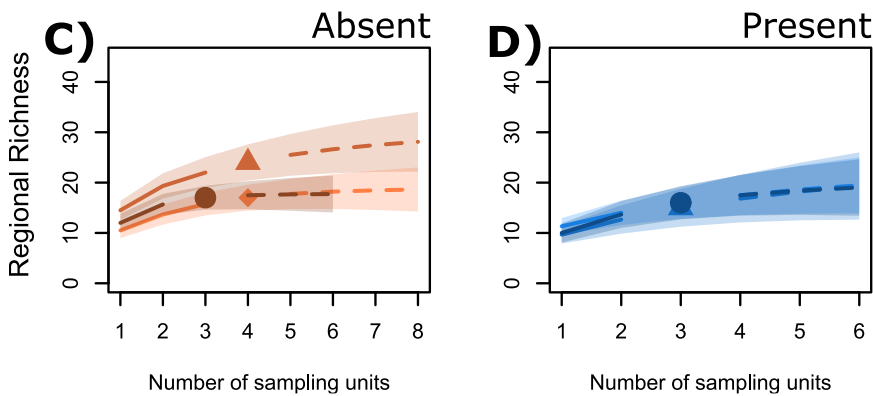 C) Absent
Regional Richness
40
30
20
10
0
1 2 3 4 5 6 7 8
Number of sampling units
D) Present
40
30
20
10
0
1 2 3 4 5 6
Number of sampling units